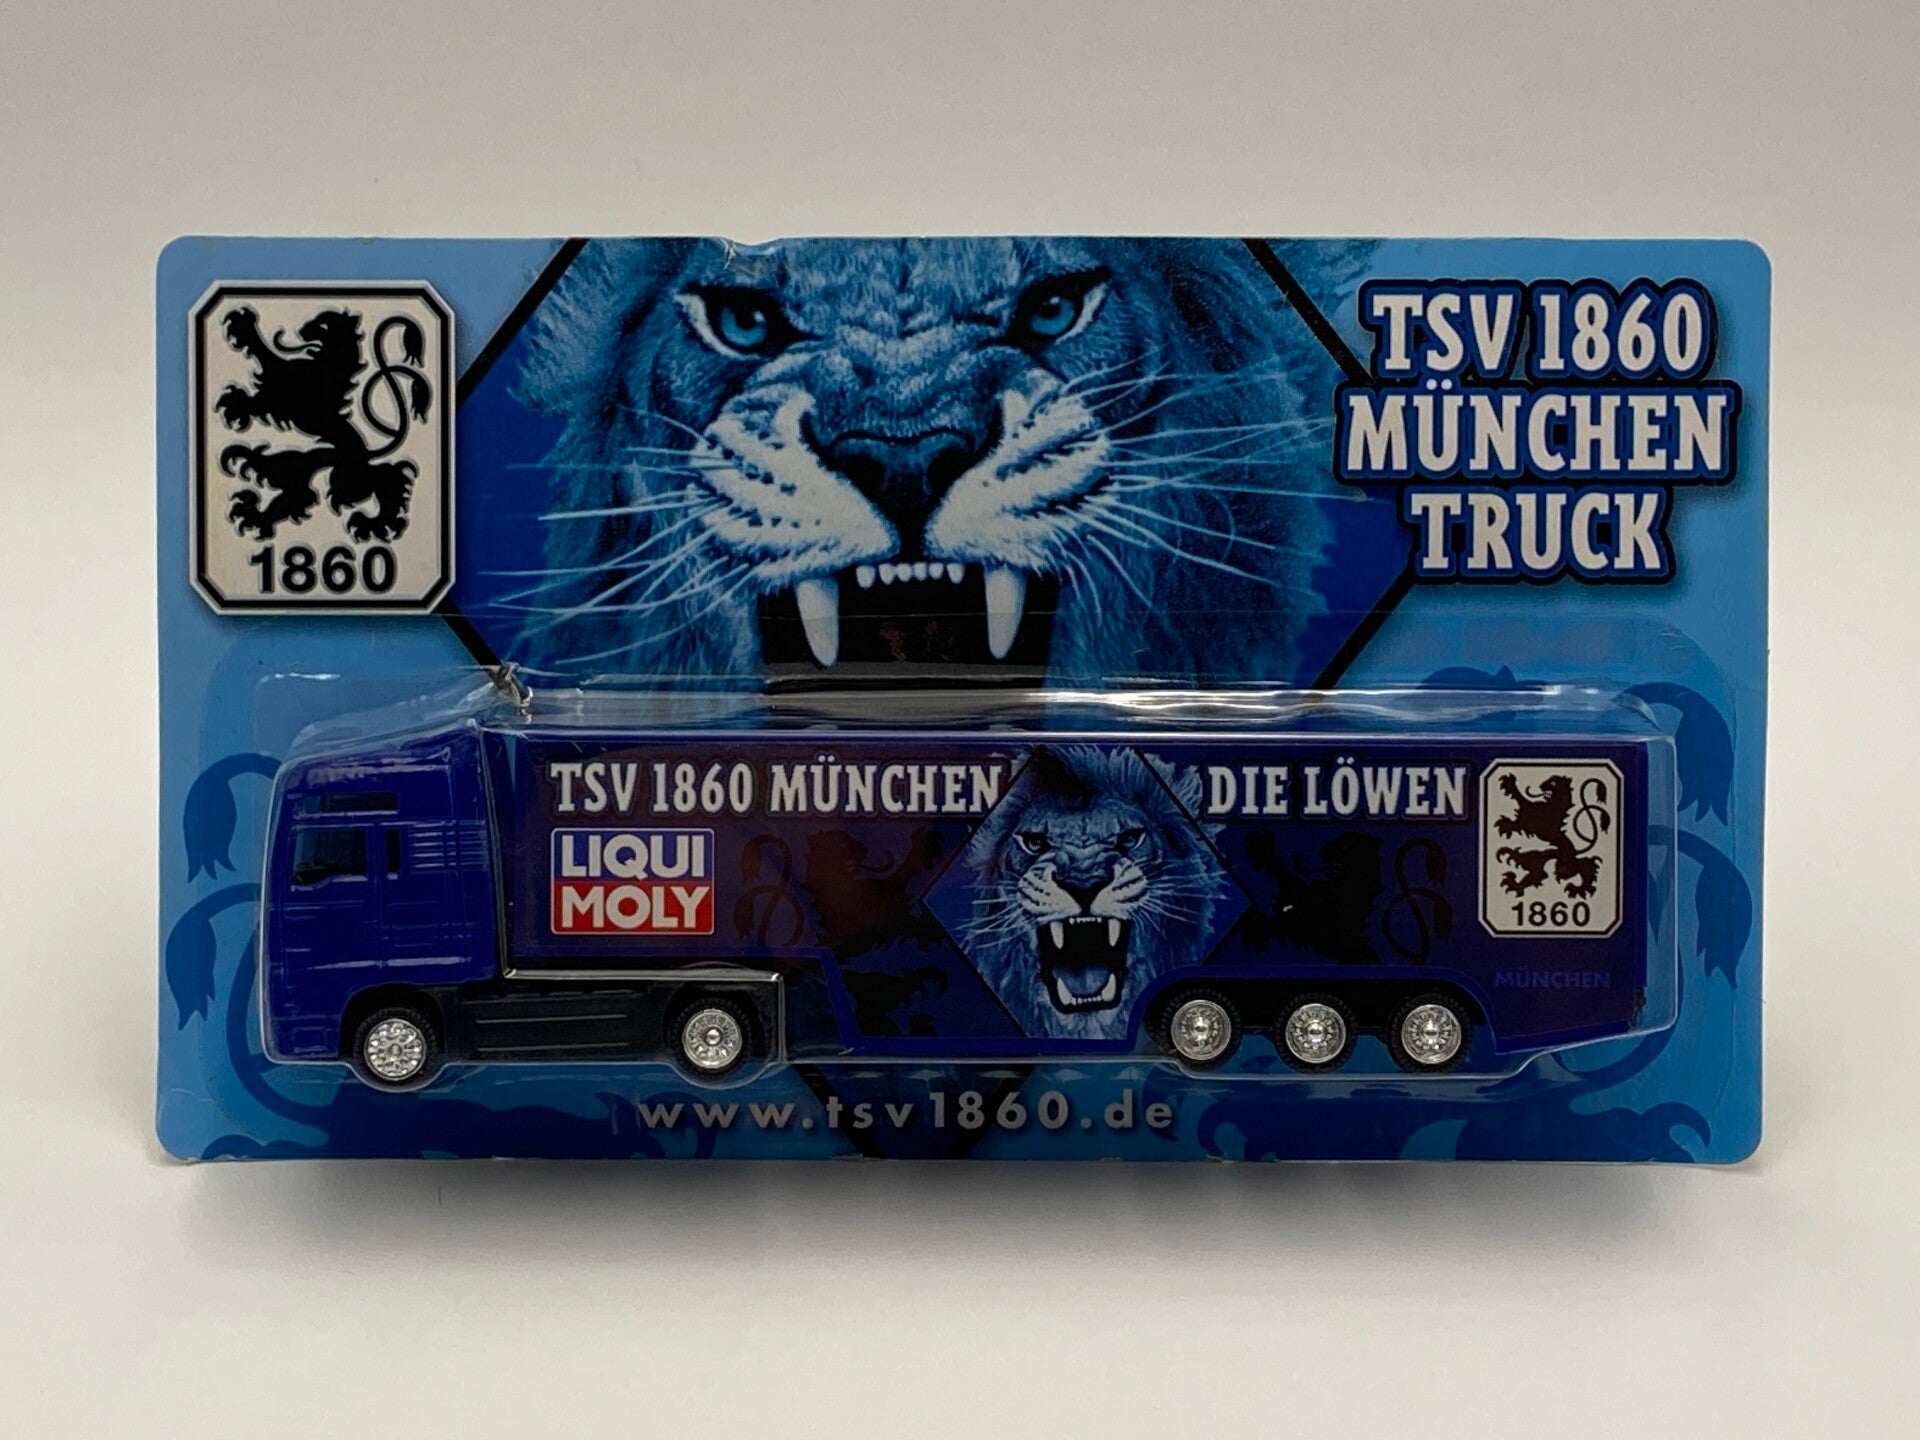 1860
TSV 1860
MÜNCHEN
TRUCK
TSV 1860 MÜNCHEN
DIE LÖWEN
LIQUI
MOLY
1860
MÜNCHEN
www.tsv1860.de